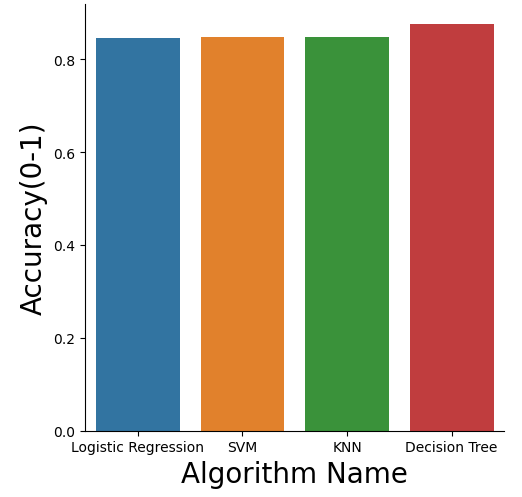 Accuracy(0-1)
0.8
0.6
0.4
0.2
0.0
Logistic Regression SVM KNN Decision Tree
Algorithm Name